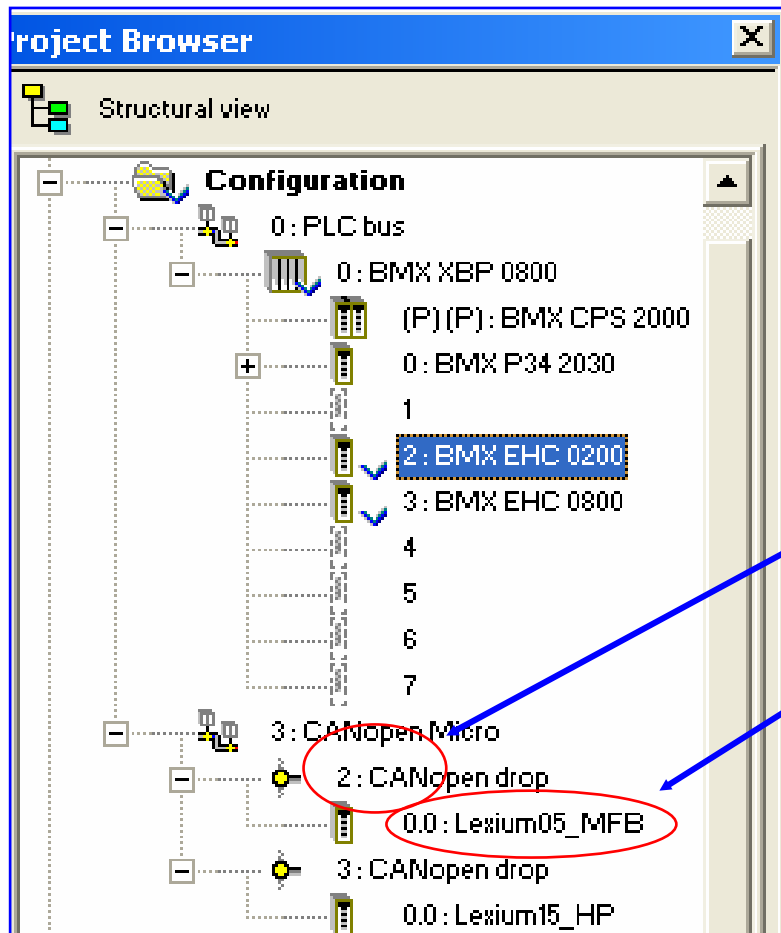 roject Browser
Structural view
Configuration
0 : PLC bus
0 : BMX XBP 0800
(P) (P) : BMX CPS 2000
0 : BMX P34 2030
1
2 : BMX EHC 0200
3 : BMX EHC 0800
4
5
6
7
3 : CANopen Micro
2 : CANopen drop
0.0 : Lexium05_MFB
3 : CANopen drop
0.0 : Lexium15_HP